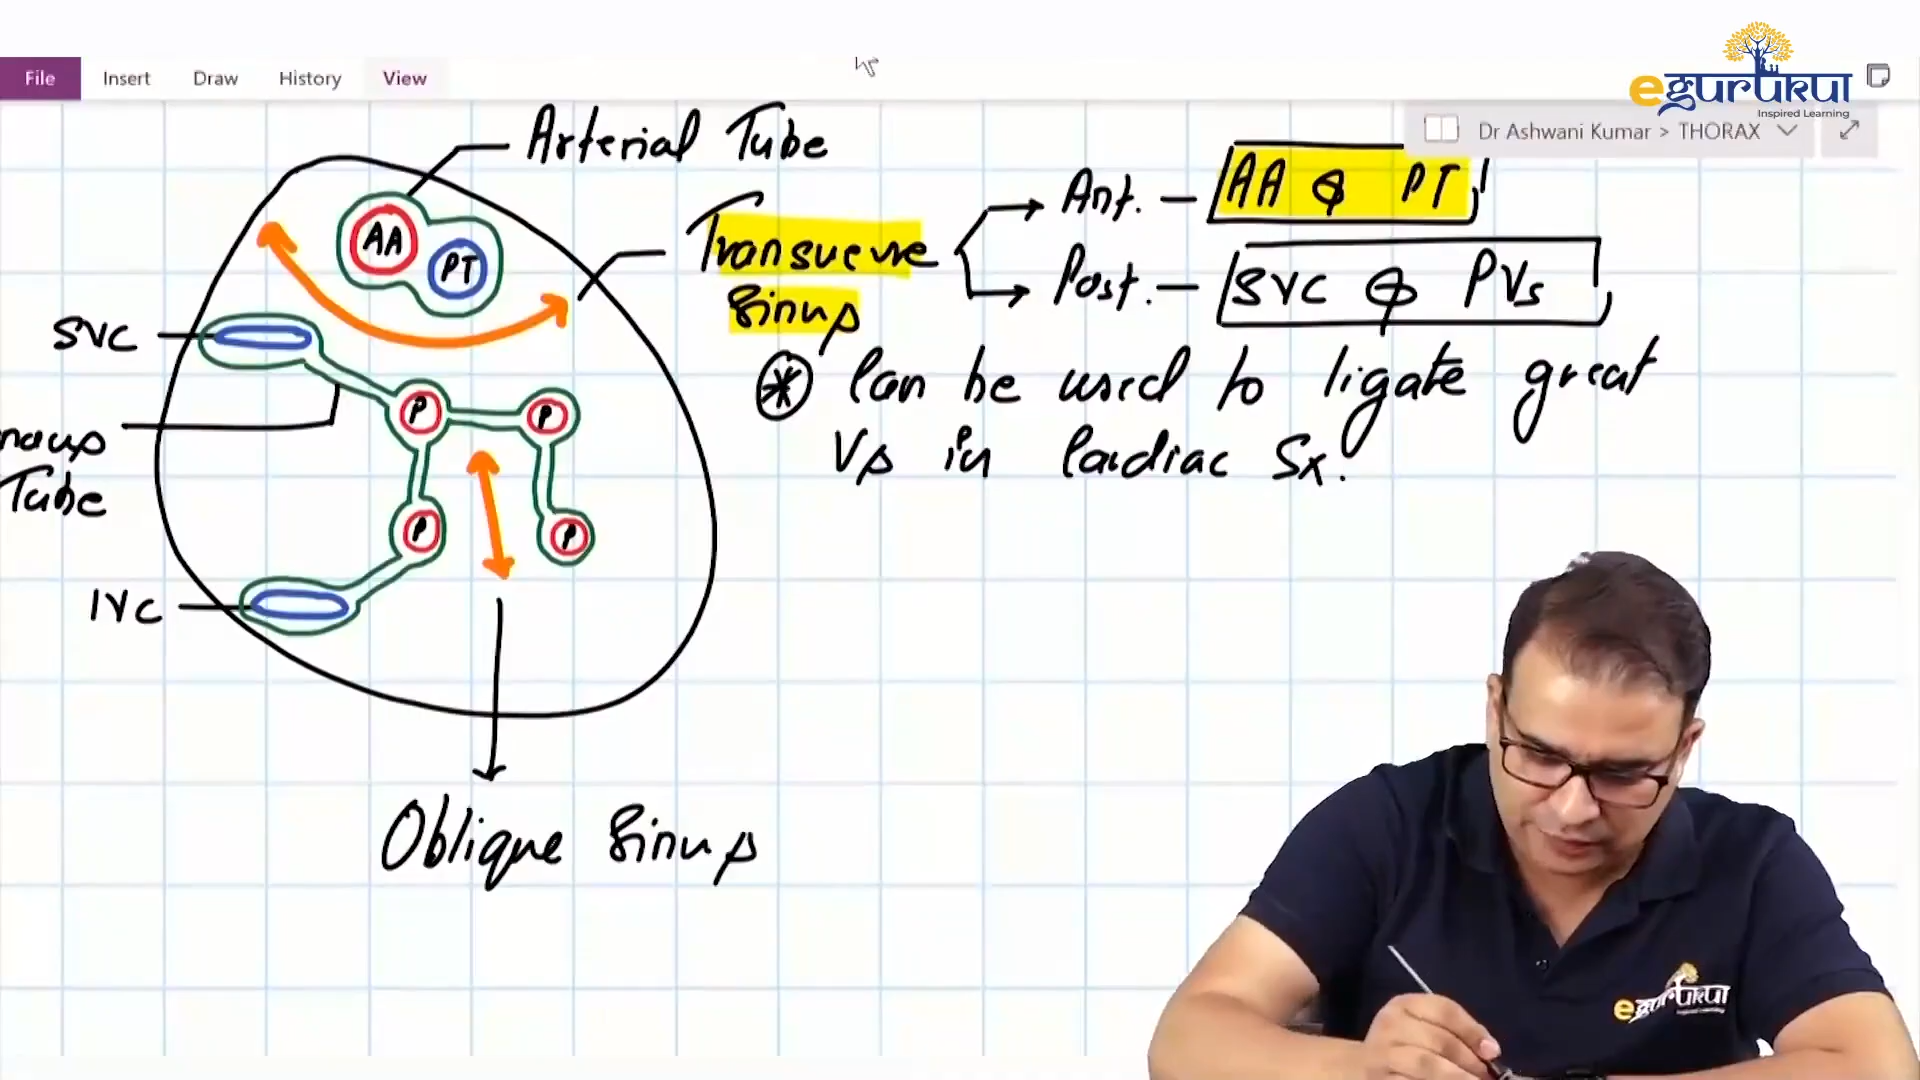 egurukul
Inspired Learning
File Insert Draw History View
Dr Ashwani Kumar > THORAX
Arterial Tube
AA
PT
Transverse
Sinus
Ant. - AA & PT
Post. - SVC & PVs
* Can be used to ligate great
Vs in Cardiac Sx.
SVC
Tube
IVC
P
P
P
P
Oblique Sinus
egurukul